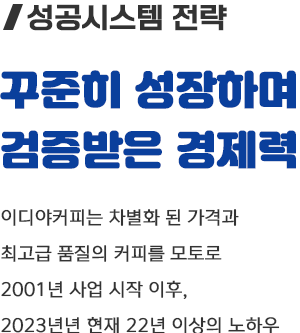 성공시스템 전략
꾸준히 성장하며
검증받은 경제력
이디야커피는 차별화 된 가격과
최고급 품질의 커피를 모토로
2001년 사업 시작 이후,
2023년년 현재 22년 이상의 노하우